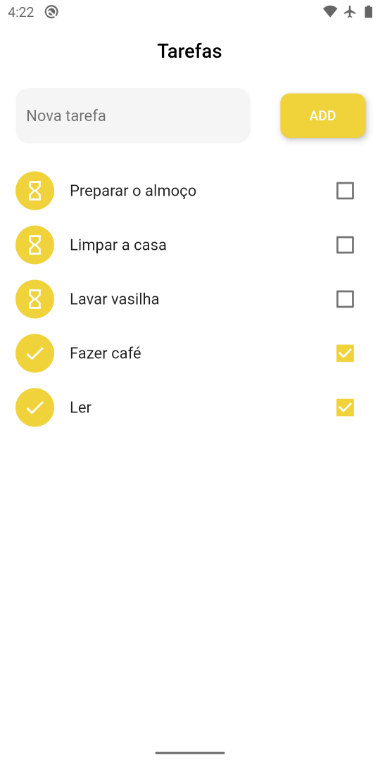 4:22
Tarefas
Nova tarefa
ADD
Preparar o almoço
Limpar a casa
Lavar vasilha
Fazer café
Ler